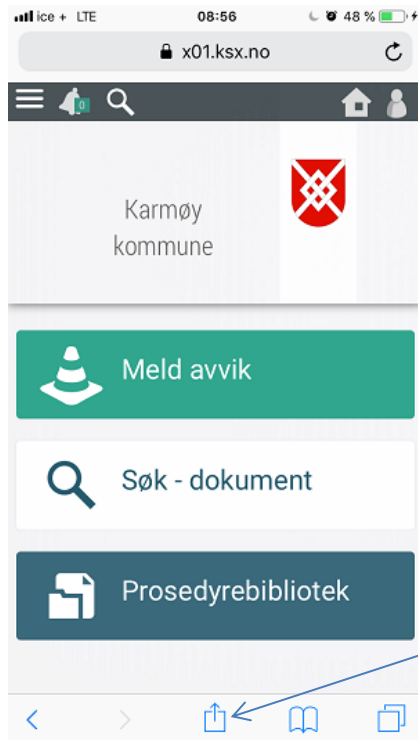 ice + LTE 08:56 48 %
x01.ksx.no
0
Karmøy
kommune
Meld avvik
Søk - dokument
Prosedyrebibliotek